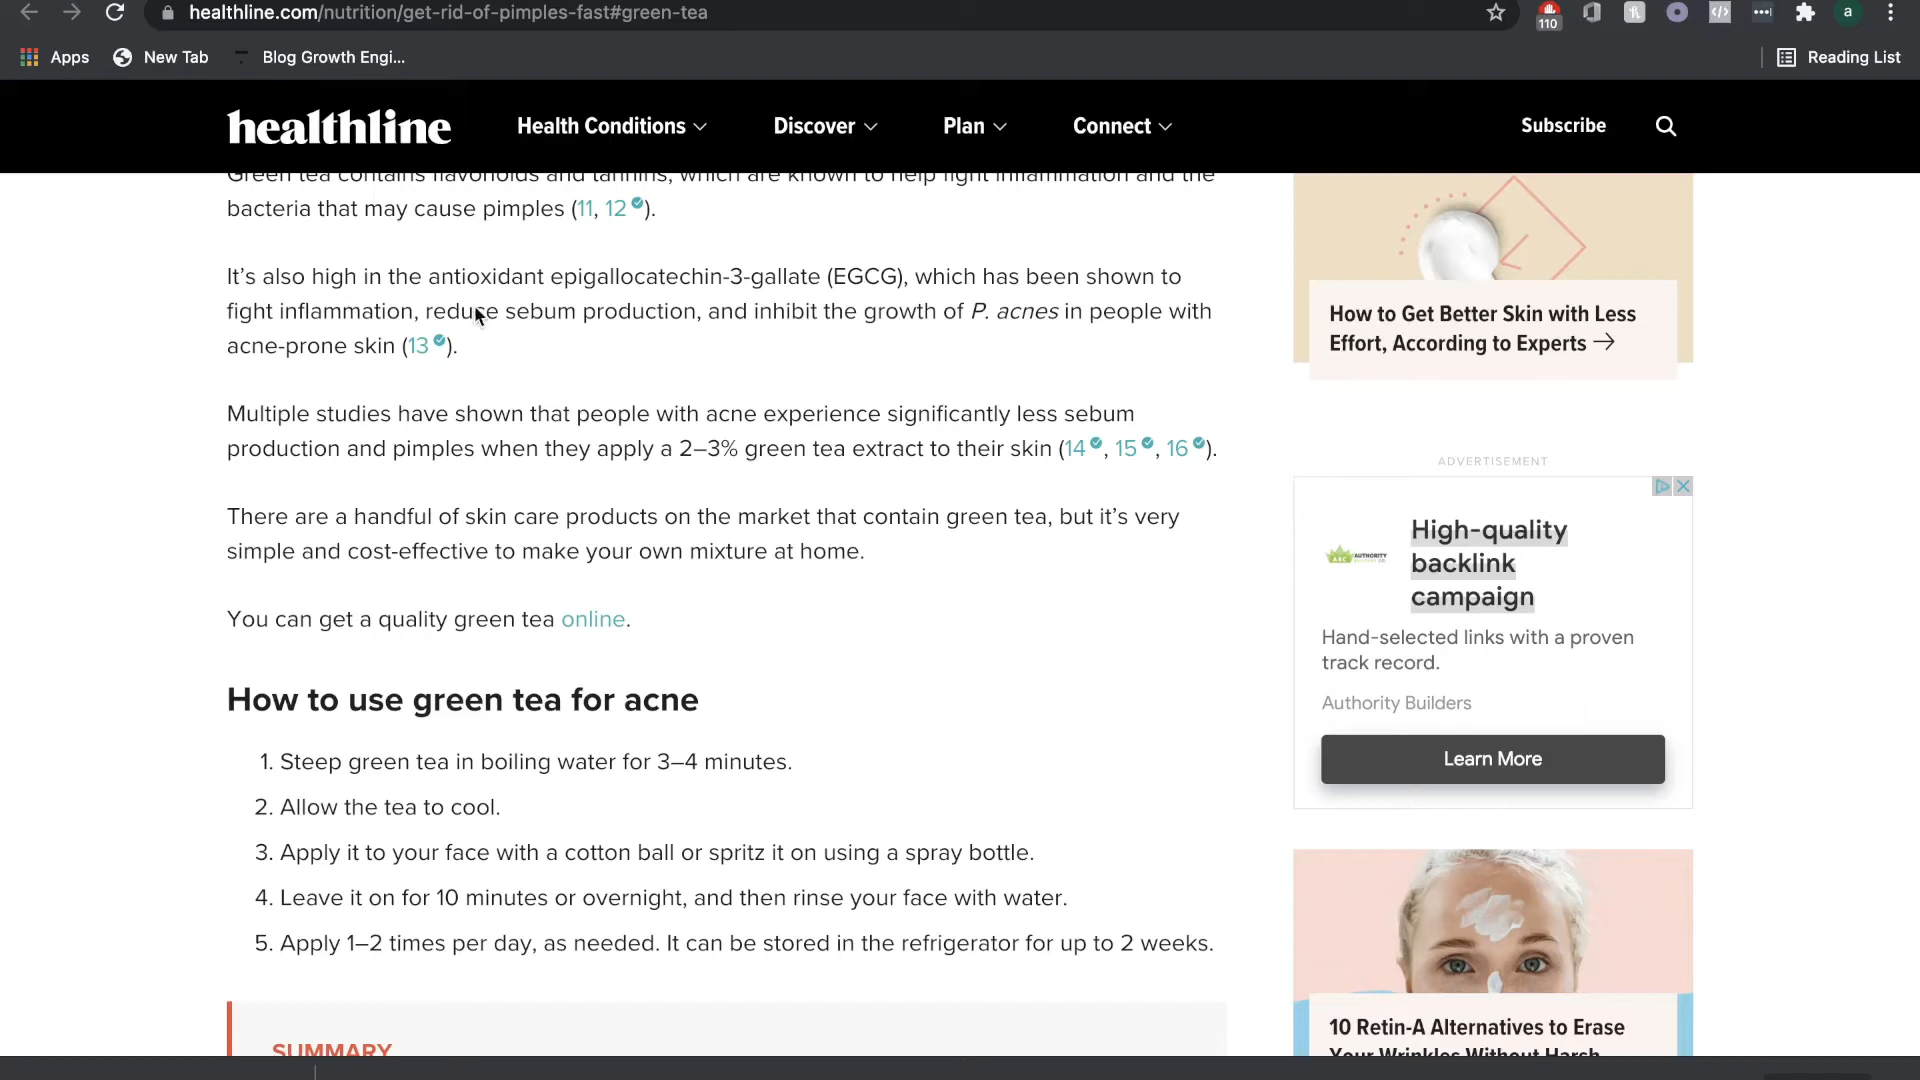 healthline.com/nutrition/get-rid-of-pimples-fast#green-tea
110
a
Apps
New Tab
Blog Growth Engi...
Reading List
healthline
Health Conditions
Discover
Plan
Connect
Subscribe
Green tea contains flavonoids and tannins, which are known to help fight inflammation and the
bacteria that may cause pimples (11, 12).
It's also high in the antioxidant epigallocatechin-3-gallate (EGCG), which has been shown to
fight inflammation, reduce sebum production, and inhibit the growth of P. acnes in people with
acne-prone skin (13).
Multiple studies have shown that people with acne experience significantly less sebum
production and pimples when they apply a 2–3% green tea extract to their skin (14, 15, 16).
There are a handful of skin care products on the market that contain green tea, but it's very
simple and cost-effective to make your own mixture at home.
You can get a quality green tea online.
How to use green tea for acne
1. Steep green tea in boiling water for 3–4 minutes.
2. Allow the tea to cool.
3. Apply it to your face with a cotton ball or spritz it on using a spray bottle.
4. Leave it on for 10 minutes or overnight, and then rinse your face with water.
5. Apply 1–2 times per day, as needed. It can be stored in the refrigerator for up to 2 weeks.
SUMMARY
How to Get Better Skin with Less
Effort, According to Experts →
ADVERTISEMENT
AUTHORITY
High-quality
backlink
campaign
Hand-selected links with a proven
track record.
Authority Builders
Learn More
10 Retin-A Alternatives to Erase
Your Wrinkles Without Harsh